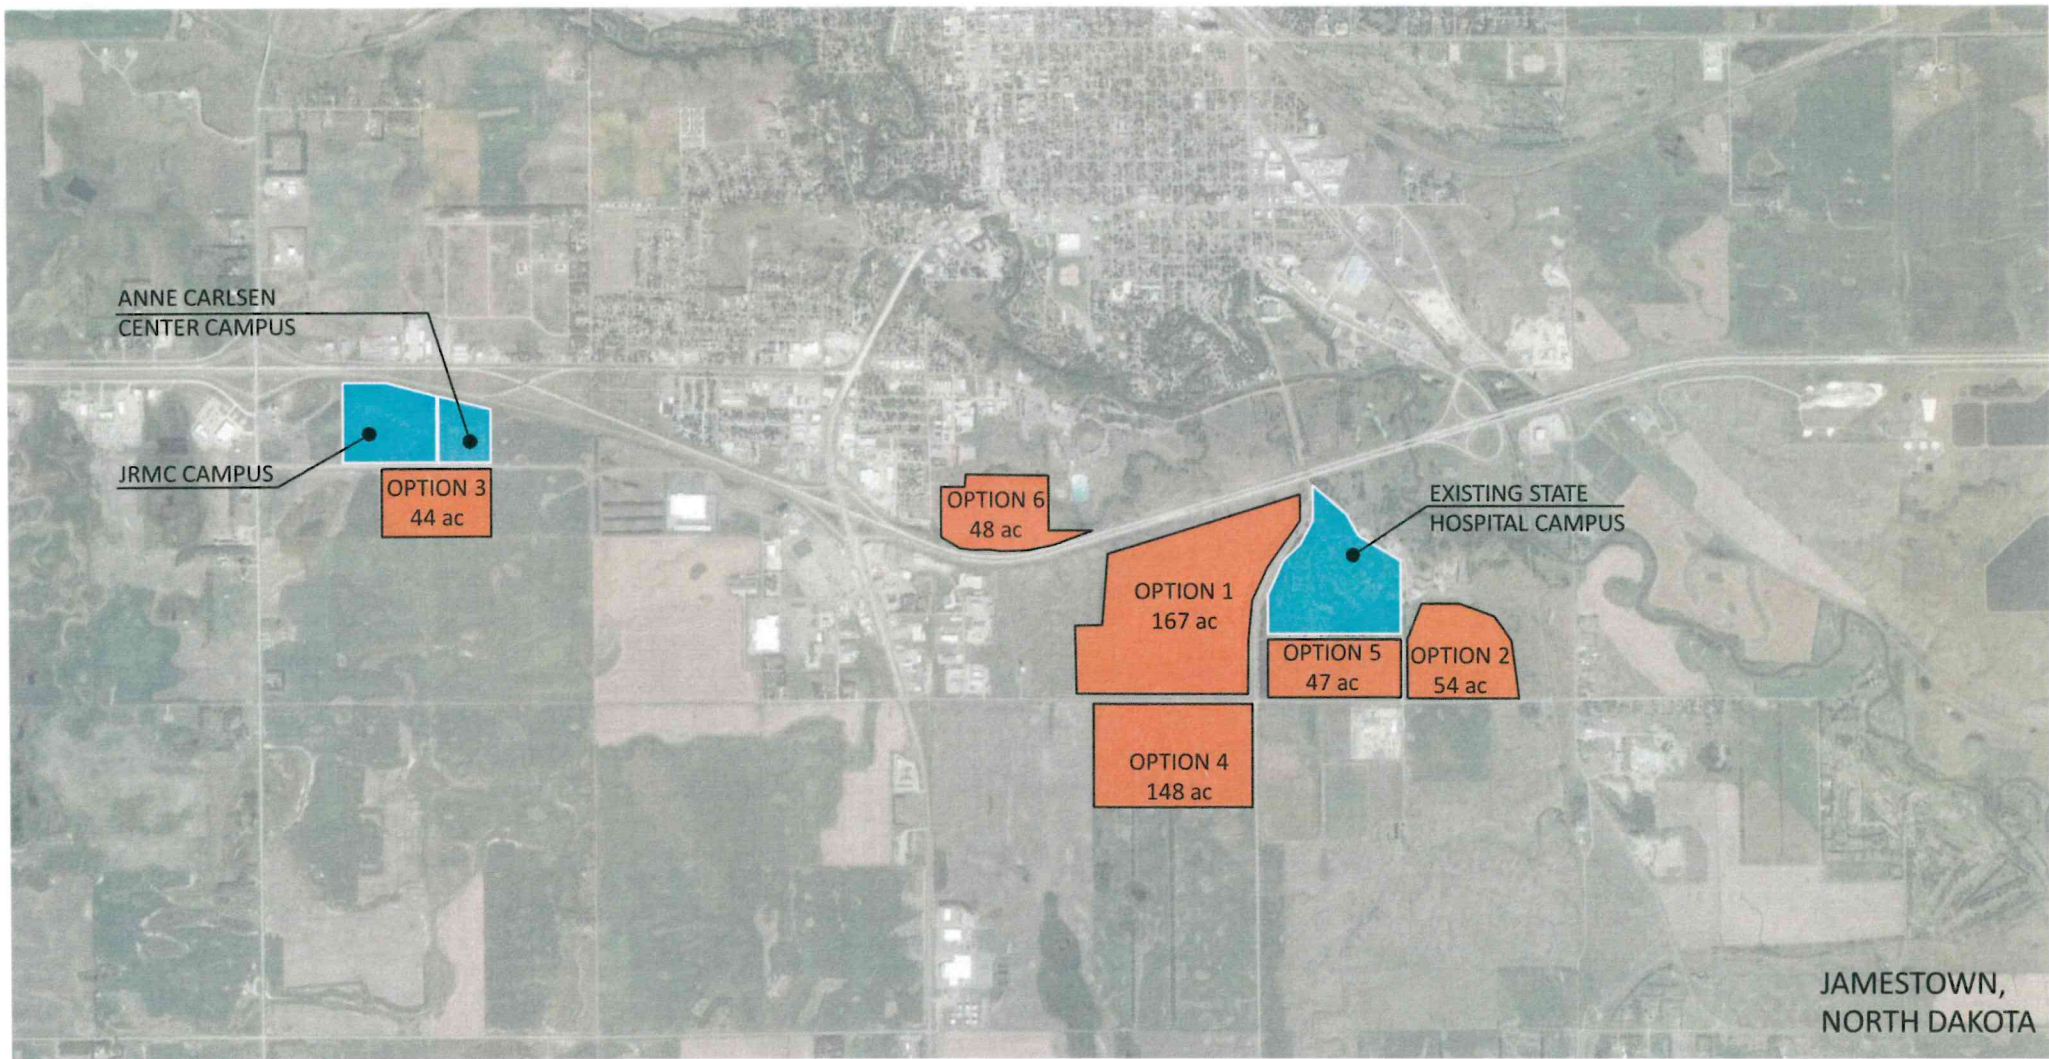 ANNE CARLSEN
CENTER CAMPUS
JRMC CAMPUS
OPTION 3
44 ac
OPTION 6
48 ac
EXISTING STATE
HOSPITAL CAMPUS
OPTION 1
167 ac
OPTION 5
47 ac
OPTION 2
54 ac
OPTION 4
148 ac
JAMESTOWN,
NORTH DAKOTA